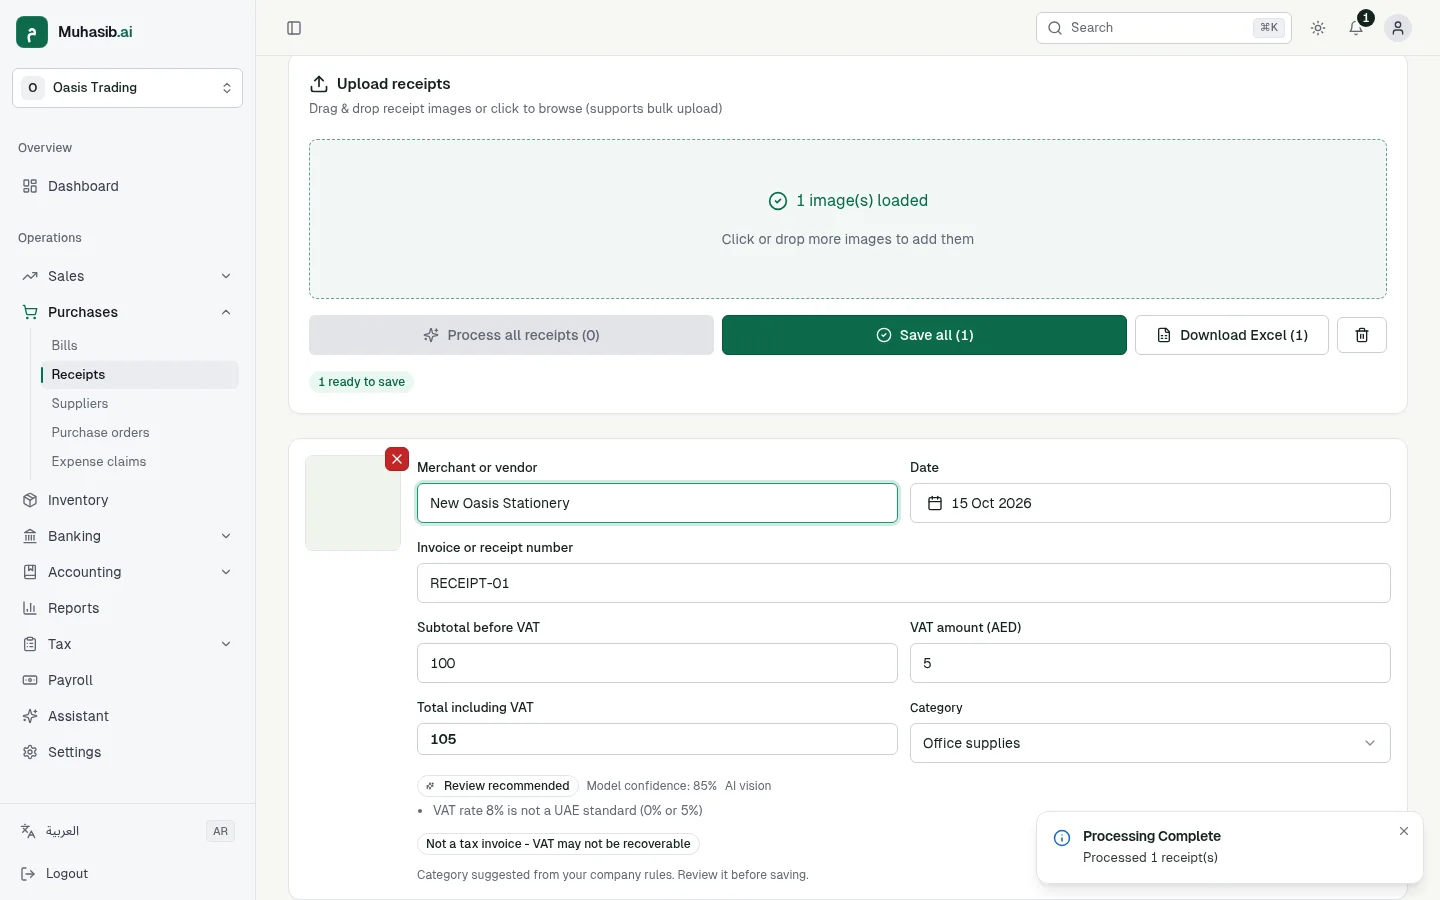 Muhasib.ai
Search
⌘K
1
O Oasis Trading
Overview
Dashboard
Operations
Sales
Purchases
Bills
Receipts
Suppliers
Purchase orders
Expense claims
Inventory
Banking
Accounting
Reports
Tax
Payroll
Assistant
Settings
العربية
AR
Logout
Upload receipts
Drag & drop receipt images or click to browse (supports bulk upload)
1 image(s) loaded
Click or drop more images to add them
Process all receipts (0)
Save all (1)
Download Excel (1)
1 ready to save
Merchant or vendor
New Oasis Stationery
Date
15 Oct 2026
Invoice or receipt number
RECEIPT-01
Subtotal before VAT
100
VAT amount (AED)
5
Total including VAT
105
Category
Office supplies
Review recommended Model confidence: 85% AI vision
• VAT rate 8% is not a UAE standard (0% or 5%)
Not a tax invoice - VAT may not be recoverable
Category suggested from your company rules. Review it before saving.
Processing Complete
Processed 1 receipt(s)